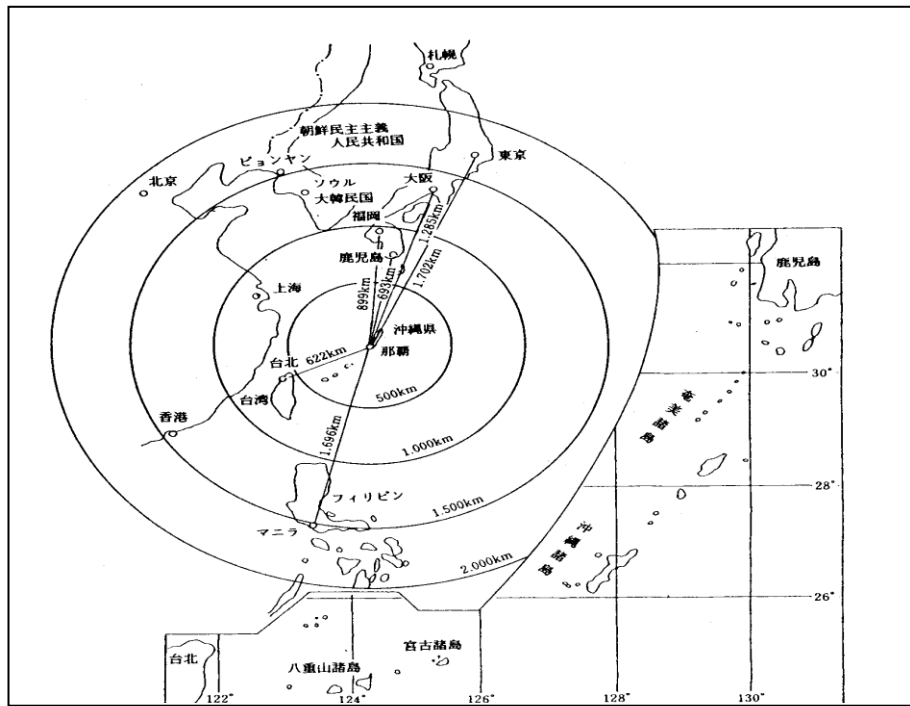 札幌
朝鮮民主主義
人民共和国
東京
ピョンヤン
北京
大阪
ソウル
大韓民国
福岡
1.285km
鹿児島
鹿児島
693km
1.702km
899km
上海
沖縄県
那覇
622km
台北
30°
30°
500km
台湾
奄美諸島
香港
1.696km
1.000km
フィリピン
28°
28°
1.500km
マニラ
沖縄諸島
2.000km
26°
26°
台北
宮古諸島
八重山諸島
122°
124°
126°
128°
130°